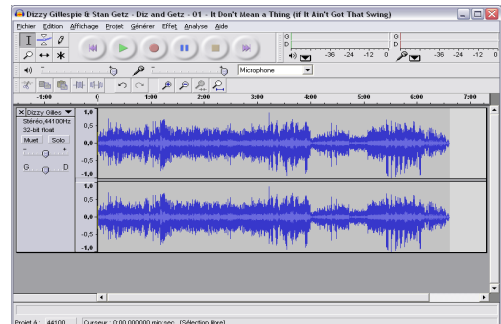 Dizzy Gillespie & Stan Getz - Diz and Getz - 01 - It Don't Mean a Thing (if It Ain't Got That Swing)
Fichier Edition Affichage Projet Générer Effet Analyse Aide
G
D
-36 -24 -12 0
G
D
-36 -24 -12 0
Microphone
-1:00 0 1:00 2:00 3:00 4:00 5:00 6:00 7:00
Dizzy Gilles
Stéréo,44100Hz
32-bit float
Muet Solo
- +
G D
1,0
0,5
0,0
-0,5
-1,0
1,0
0,5
0,0
-0,5
-1,0
Projet à : 44100 Curseur : 0:00,000000 min:sec [Sélection libre]